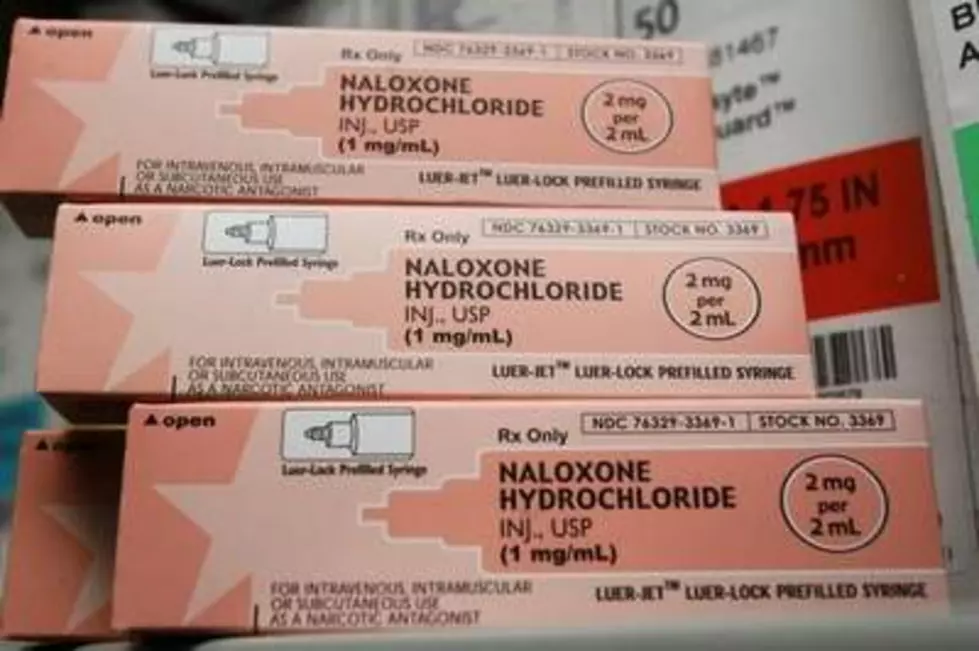 ▲open
Luer-Lock Prefilled Syringe
Rx Only
NDC 76329-3369-1 | STOCK NO. 3369
NALOXONE
HYDROCHLORIDE
INJ., USP
(1 mg/mL)
2 mg
per
2 mL
FOR INTRAVENOUS, INTRAMUSCULAR
OR SUBCUTANEOUS USE
AS A NARCOTIC ANTAGONIST
LUER-JET™ LUER-LOCK PREFILLED SYRINGE
▲open
Luer-Lock Prefilled Syringe
Rx Only
NDC 76329-3369-1 | STOCK NO. 3369
NALOXONE
HYDROCHLORIDE
INJ., USP
(1 mg/mL)
2 mg
per
2 mL
FOR INTRAVENOUS, INTRAMUSCULAR
OR SUBCUTANEOUS USE
AS A NARCOTIC ANTAGONIST
LUER-JET™ LUER-LOCK PREFILLED SYRINGE
▲open
Luer-Lock Prefilled Syringe
Rx Only
NDC 76329-3369-1 | STOCK NO. 3369
NALOXONE
HYDROCHLORIDE
INJ., USP
(1 mg/mL)
2 mg
per
2 mL
FOR INTRAVENOUS, INTRAMUSCULAR
OR SUBCUTANEOUS USE
AS A NARCOTIC ANTAGONIST
LUER-JET™ LUER-LOCK PREFILLED SYRINGE
▲open
50
81467
75 IN
mm
B
A